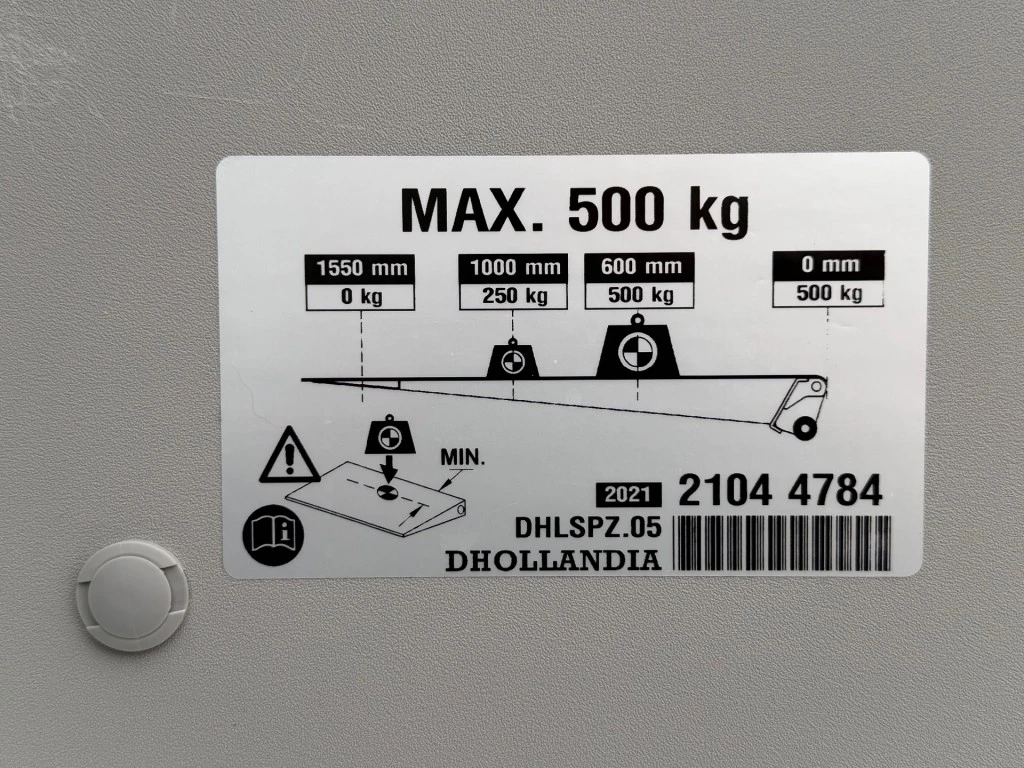 MAX. 500 kg
1550 mm 1000 mm 600 mm 0 mm
0 kg 250 kg 500 kg 500 kg
MIN.
2021 2104 4784
DHLSPZ.05
DHOLLANDIA